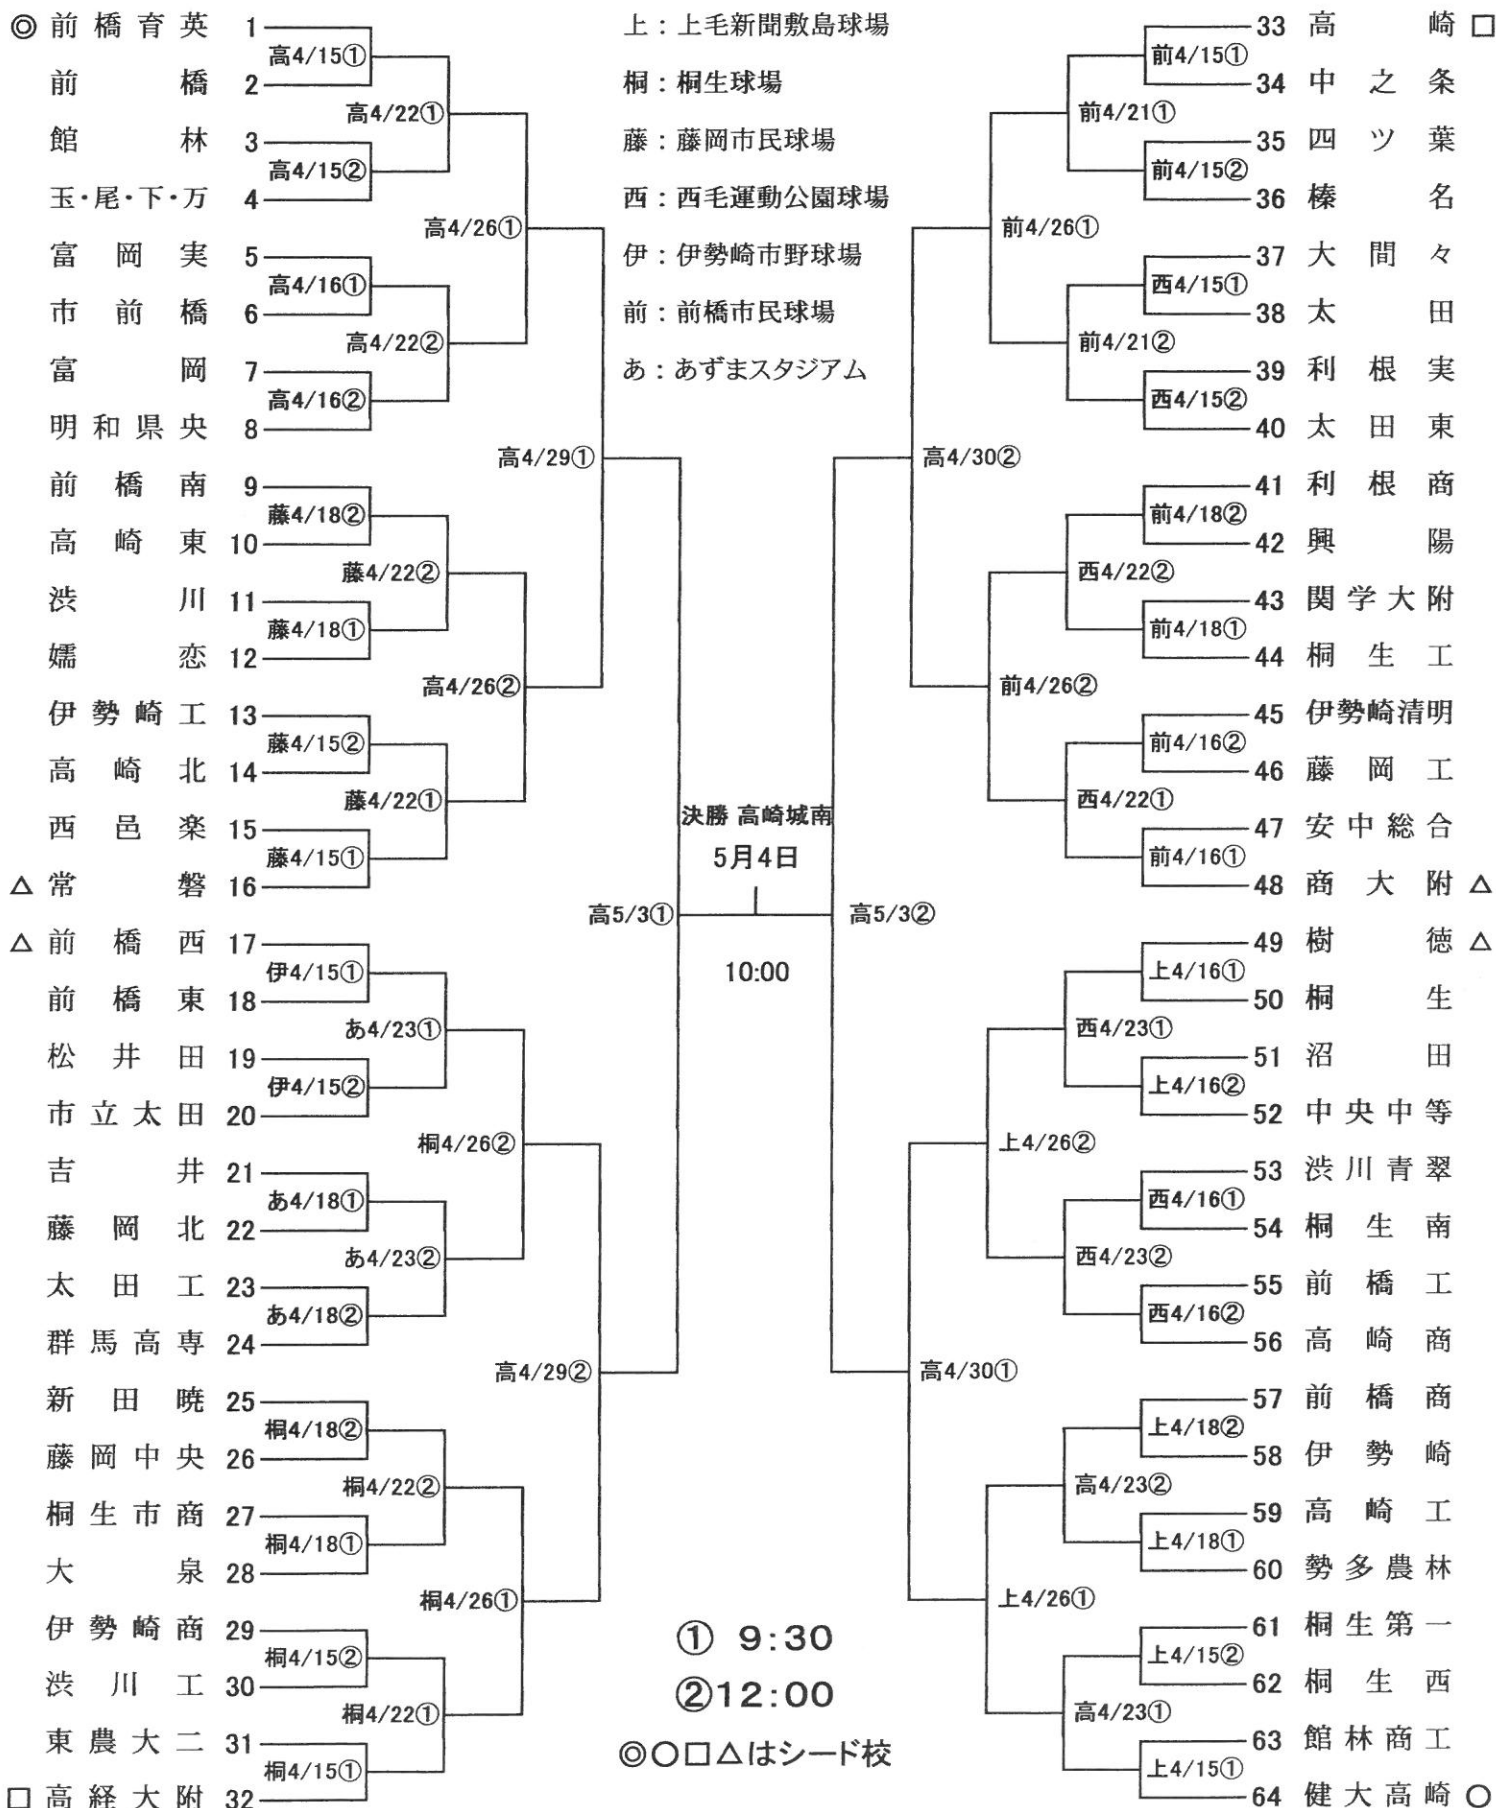 ◎ 前橋育英 1
高4/15①
前橋 2
高4/22①
館林 3
高4/15②
玉・尾・下・万 4
高4/26①
富岡実 5
高4/16①
市前橋 6
高4/22②
富岡 7
高4/16②
明和県央 8
高4/29①
前橋南 9
藤4/18②
高崎東 10
藤4/22②
渋川 11
藤4/18①
嬬恋 12
高4/26②
伊勢崎工 13
藤4/15②
高崎北 14
藤4/22①
西邑楽 15
藤4/15①
△ 常磐 16
高5/3①
△ 前橋西 17
伊4/15①
前橋東 18
あ4/23①
松井田 19
伊4/15②
市立太田 20
桐4/26②
吉井 21
あ4/18①
藤岡北 22
あ4/23②
太田工 23
あ4/18②
群馬高専 24
高4/29②
新田暁 25
桐4/18②
藤岡中央 26
桐4/22②
桐生市商 27
桐4/18①
大泉 28
桐4/26①
伊勢崎商 29
桐4/15②
渋川工 30
桐4/22①
東農大二 31
桐4/15①
□ 高経大附 32
上：上毛新聞敷島球場
桐：桐生球場
藤：藤岡市民球場
西：西毛運動公園球場
伊：伊勢崎市野球場
前：前橋市民球場
あ：あずまスタジアム
決勝 高崎城南
5月4日
10:00
① 9:30
②12:00
◎○□△はシード校
33 高崎 □
前4/15①
34 中之条
前4/21①
35 四ツ葉
前4/15②
36 榛名
前4/26①
37 大間々
西4/15①
38 太田
前4/21②
39 利根実
西4/15②
40 太田東
高4/30②
41 利根商
前4/18②
42 興陽
西4/22②
43 関学大附
前4/18①
44 桐生工
前4/26②
45 伊勢崎清明
前4/16②
46 藤岡工
西4/22①
47 安中総合
前4/16①
48 商大附 △
高5/3②
49 樹徳 △
上4/16①
50 桐生
西4/23①
51 沼田
上4/16②
52 中央中等
上4/26②
53 渋川青翠
西4/16①
54 桐生南
西4/23②
55 前橋工
西4/16②
56 高崎商
高4/30①
57 前橋商
上4/18②
58 伊勢崎
高4/23②
59 高崎工
上4/18①
60 勢多農林
上4/26①
61 桐生第一
上4/15②
62 桐生西
高4/23①
63 館林商工
上4/15①
64 健大高崎 ○